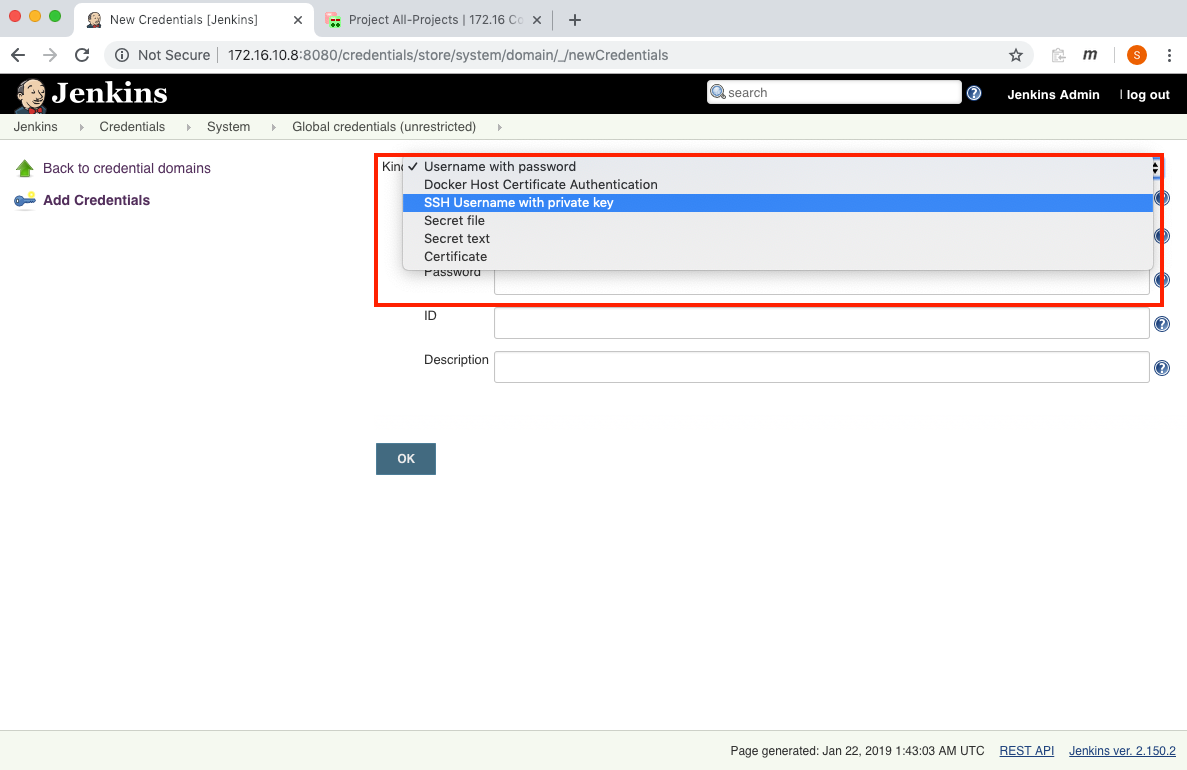 New Credentials [Jenkins]
Project All-Projects | 172.16 Co
Not Secure
172.16.10.8:8080/credentials/store/system/domain/_/newCredentials
m
S
Jenkins
search
Jenkins Admin
| log out
Jenkins
Credentials
System
Global credentials (unrestricted)
Back to credential domains
Add Credentials
Kind
Username with password
Docker Host Certificate Authentication
SSH Username with private key
Secret file
Secret text
Certificate
Password
ID
Description
OK
Page generated: Jan 22, 2019 1:43:03 AM UTC
REST API
Jenkins ver. 2.150.2